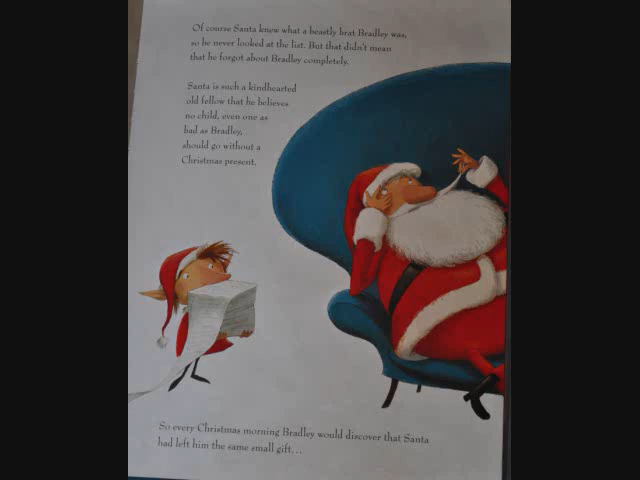 Of course Santa knew what a beastly brat Bradley was,
so he never looked at the list. But that didn't mean
that he forgot about Bradley completely.
Santa is such a kindhearted
old fellow that he believes
no child, even one as
bad as Bradley,
should go without a
Christmas present.
So every Christmas morning Bradley would discover that Santa
had left him the same small gift...